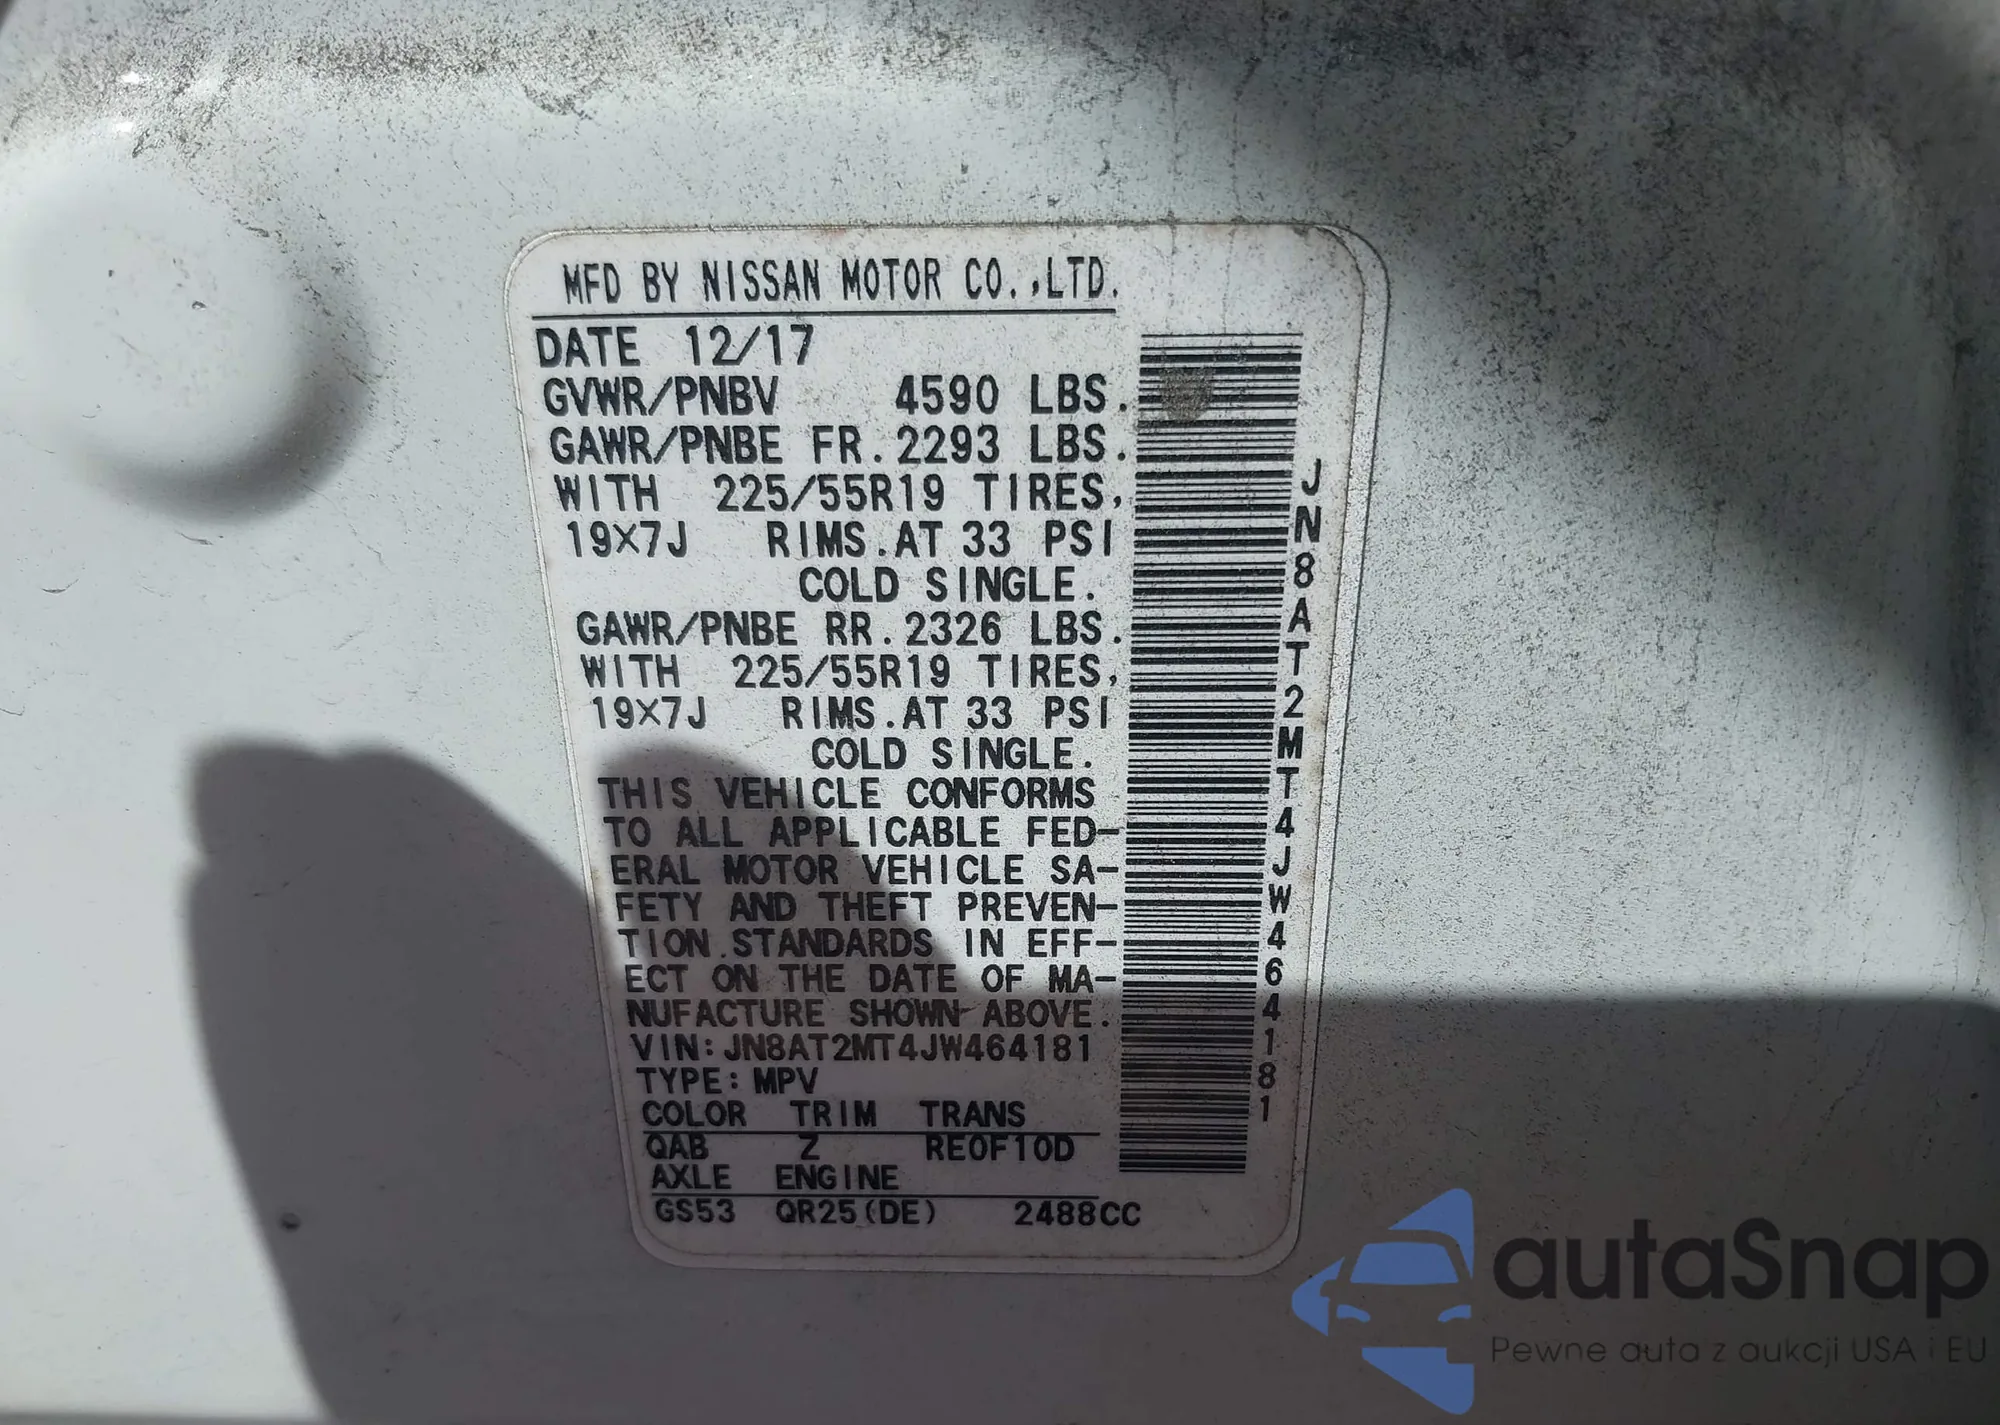 MFD BY NISSAN MOTOR CO.,LTD.
DATE 12/17
GVWR/PNBV 4590 LBS.
GAWR/PNBE FR.2293 LBS.
WITH 225/55R19 TIRES,
19X7J RIMS.AT 33 PSI
COLD SINGLE.
GAWR/PNBE RR.2326 LBS.
WITH 225/55R19 TIRES,
19X7J RIMS.AT 33 PSI
COLD SINGLE.
THIS VEHICLE CONFORMS
TO ALL APPLICABLE FED-
ERAL MOTOR VEHICLE SA-
FETY AND THEFT PREVEN-
TION STANDARDS IN EFF-
ECT ON THE DATE OF MA-
NUFACTURE SHOWN ABOVE.
VIN:JN8AT2MT4JW464181
TYPE:MPV
COLOR TRIM TRANS
QAB Z RE0F10D
AXLE ENGINE
GS53 QR25(DE) 2488CC
JN8AT2MT4JW464181
autaSnap
Pewne auta z aukcji USA i EU